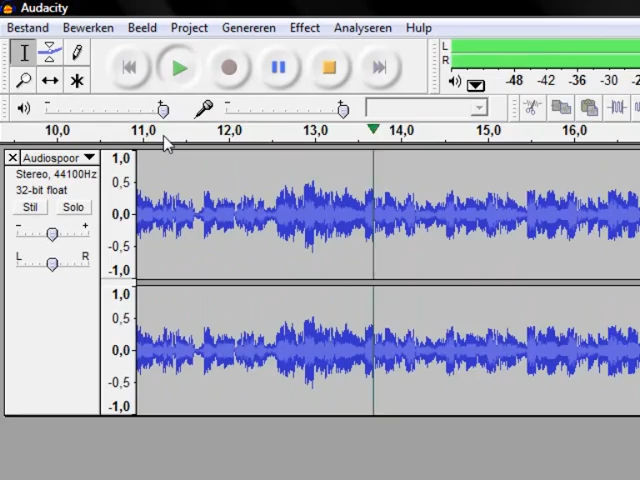 Audacity
Bestand Bewerken Beeld Project Genereren Effect Analyseren Hulp
L
R
-48 -42 -36 -30 -2
- + - +
10,0 11,0 12,0 13,0 14,0 15,0 16,0
X Audiospoor
Stereo, 44100Hz
32-bit float
Stil Solo
- +
L R
1,0
0,5
0,0
-0,5
-1,0
1,0
0,5
0,0
-0,5
-1,0